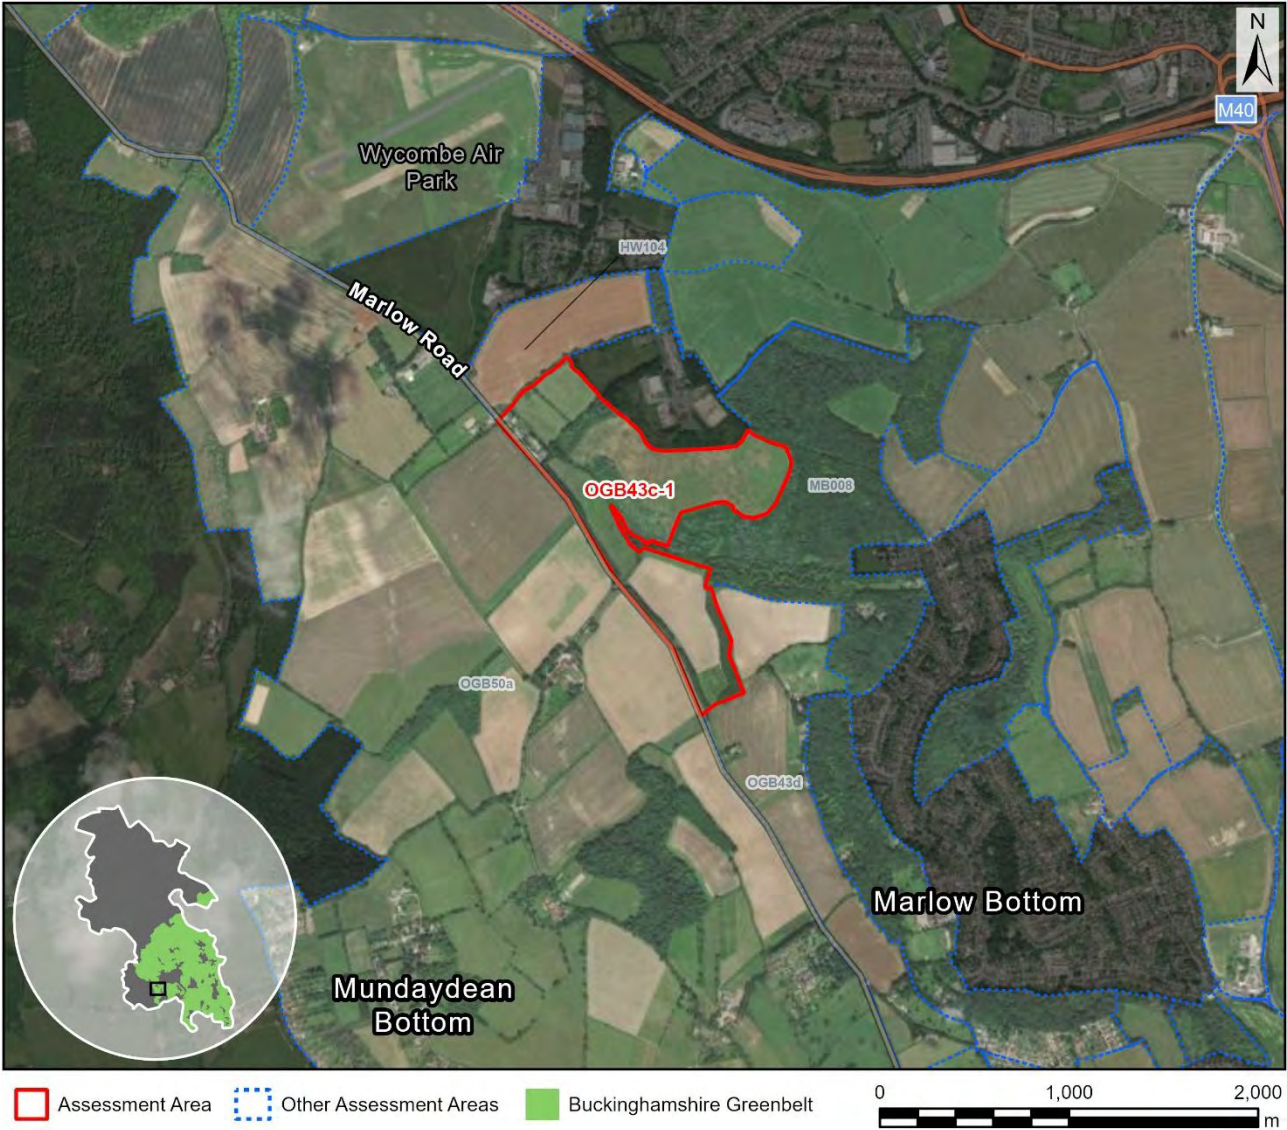 N
M40
Wycombe Air
Park
HW104
Marlow Road
OGB43c-1
MB008
OGB50a
OGB43d
Marlow Bottom
Mundaydean
Bottom
Assessment Area
Other Assessment Areas
Buckinghamshire Greenbelt
0 1,000 2,000
m